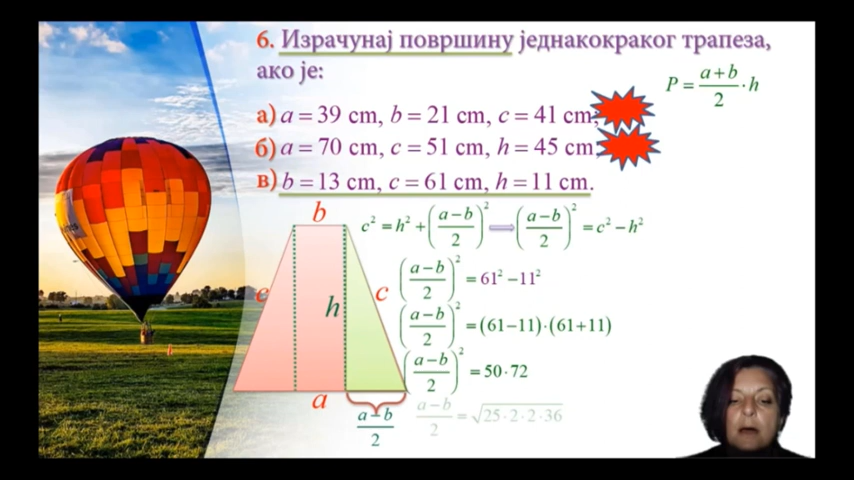 6. Израчунај површину једнакокраког трапеза,
ако је:
P = (a+b)/2 · h
а) a = 39 cm, b = 21 cm, c = 41 cm;
б) a = 70 cm, c = 51 cm, h = 45 cm;
в) b = 13 cm, c = 61 cm, h = 11 cm.
b
c² = h² + ((a−b)/2)² ⟹ ((a−b)/2)² = c² − h²
((a−b)/2)² = 61² − 11²
c h c
((a−b)/2)² = (61−11)·(61+11)
((a−b)/2)² = 50·72
a
(a−b)/2
(a−b)/2 = √(25·2·2·36)